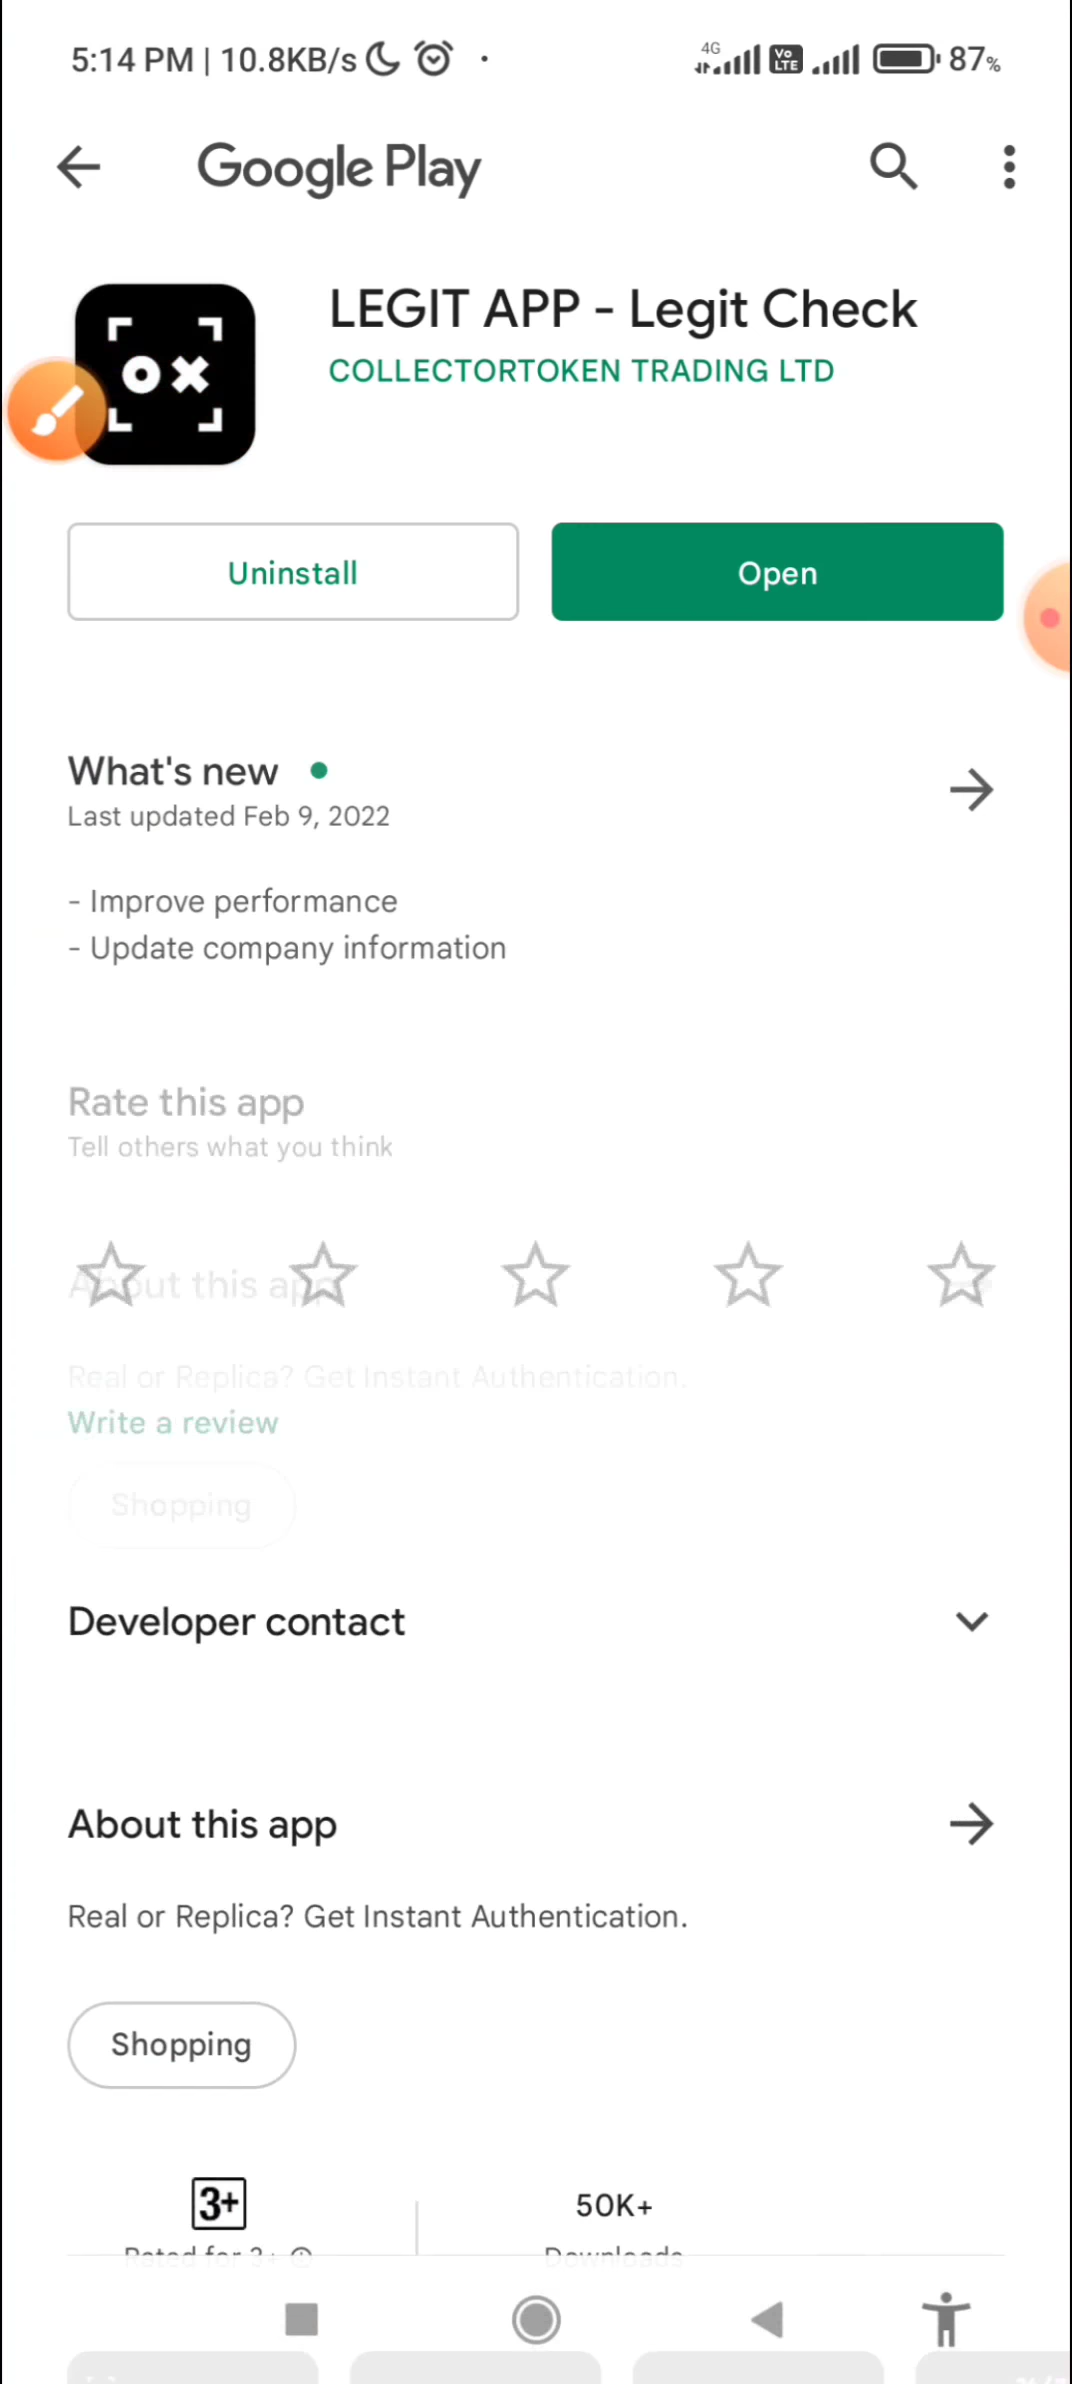 5:14 PM | 10.8KB/s 4G Vo LTE 87%
Google Play
LEGIT APP - Legit Check
COLLECTORTOKEN TRADING LTD
Uninstall
Open
What's new
Last updated Feb 9, 2022
- Improve performance
- Update company information
Rate this app
Tell others what you think
About this app
Real or Replica? Get Instant Authentication.
Write a review
Shopping
Developer contact
About this app
Real or Replica? Get Instant Authentication.
Shopping
3+
50K+
Rated for 3+
Downloads